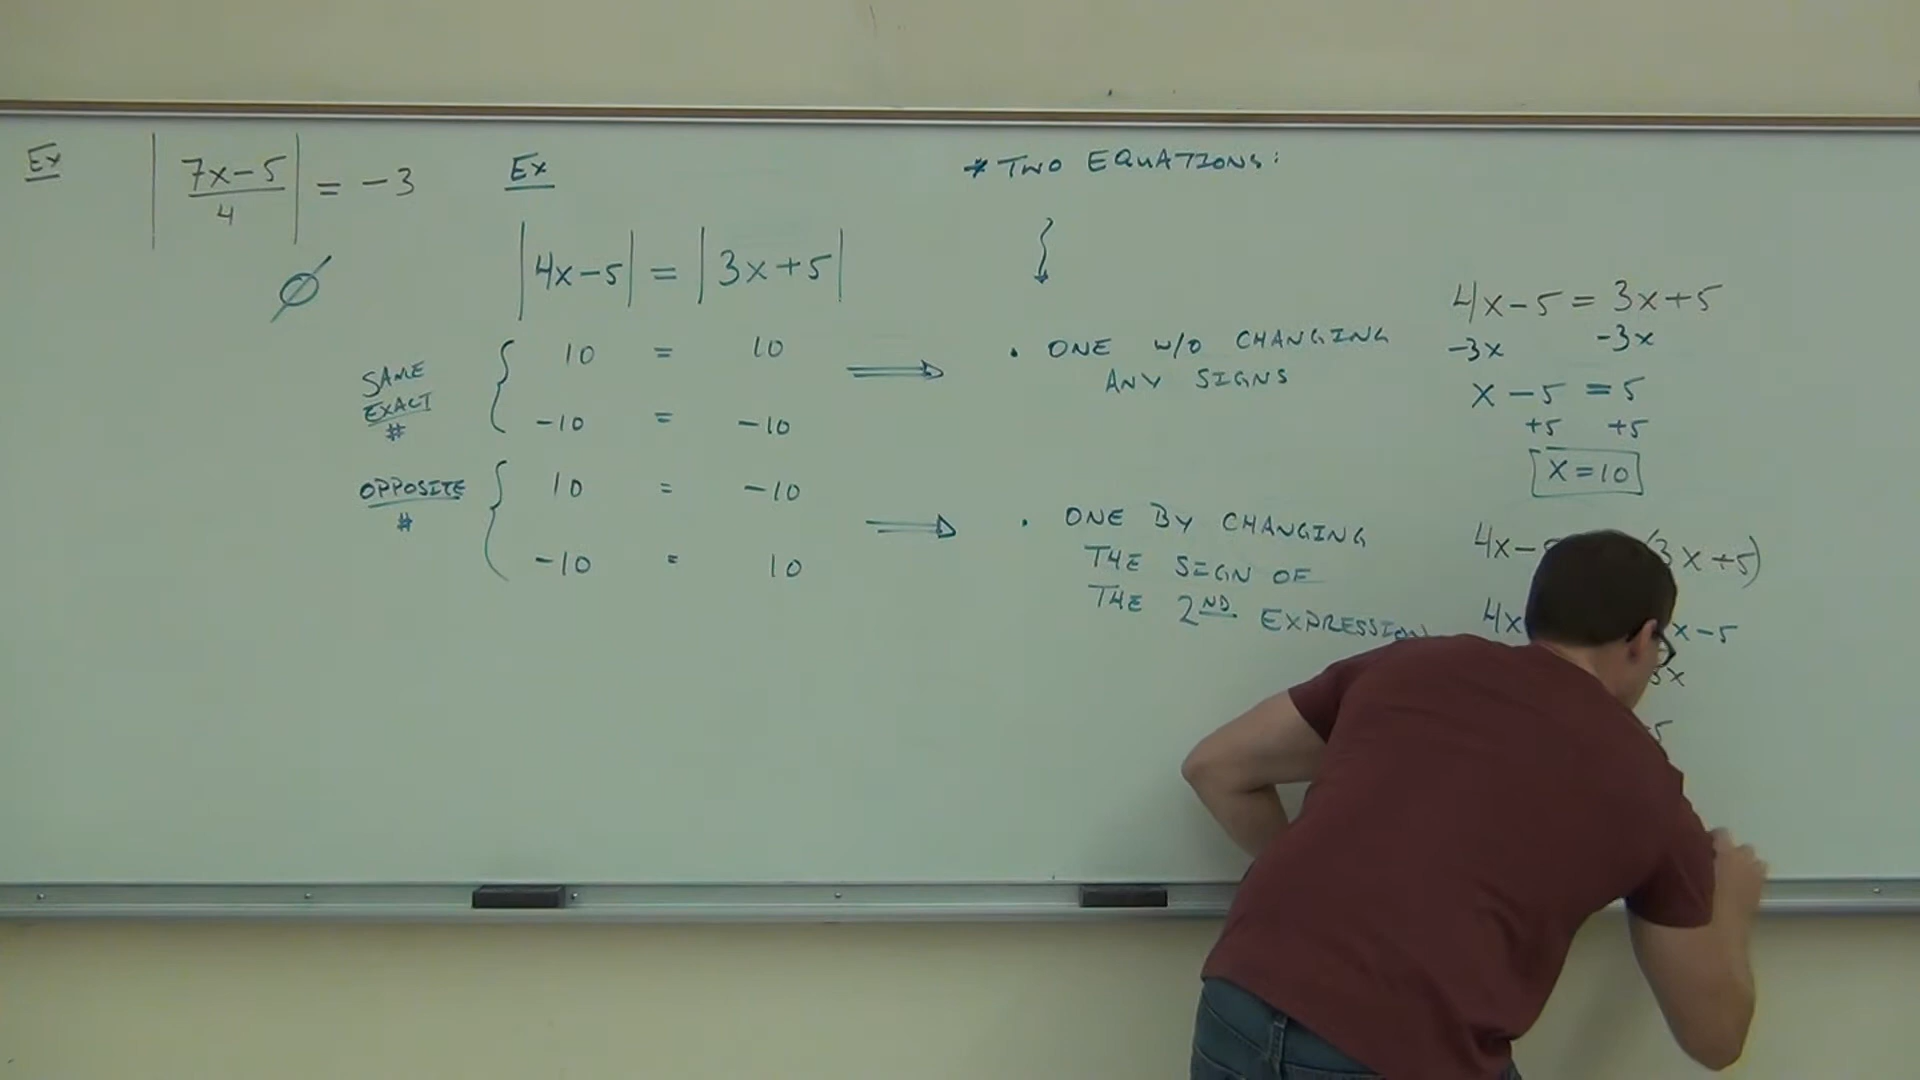 Ex
|7x-5/4| = -3
Ø
Ex
|4x-5| = |3x+5|
SAME
EXACT
#
10 = 10
-10 = -10
OPPOSITE
#
10 = -10
-10 = 10
* TWO EQUATIONS:
• ONE W/O CHANGING
ANY SIGNS
• ONE BY CHANGING
THE SIGN OF
THE 2ND EXPRESSION
4x-5 = 3x+5
-3x -3x
x - 5 = 5
+5 +5
x = 10
4x- 3x+5)
4x x-5
3x
-5